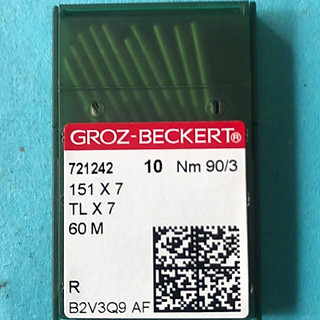 GROZ-BECKERT®
721242 10 Nm 90/3
151 X 7
TL X 7
60 M
R
B2V3Q9 AF